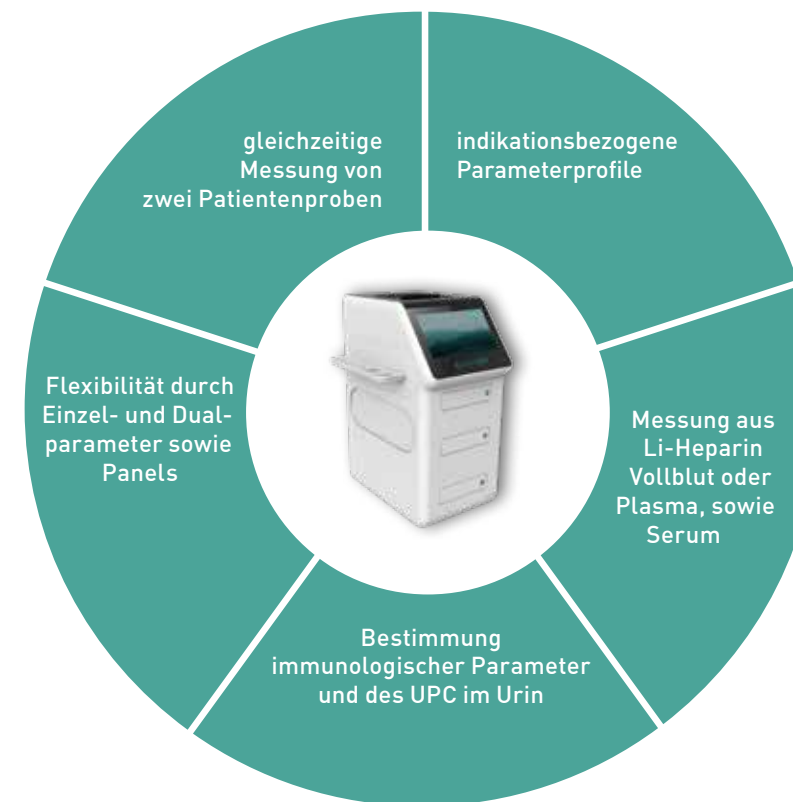 gleichzeitige
Messung von
zwei Patientenproben
indikationsbezogene
Parameterprofile
Messung aus
Li-Heparin
Vollblut oder
Plasma, sowie
Serum
Bestimmung
immunologischer Parameter
und des UPC im Urin
Flexibilität durch
Einzel- und Dual-
parameter sowie
Panels